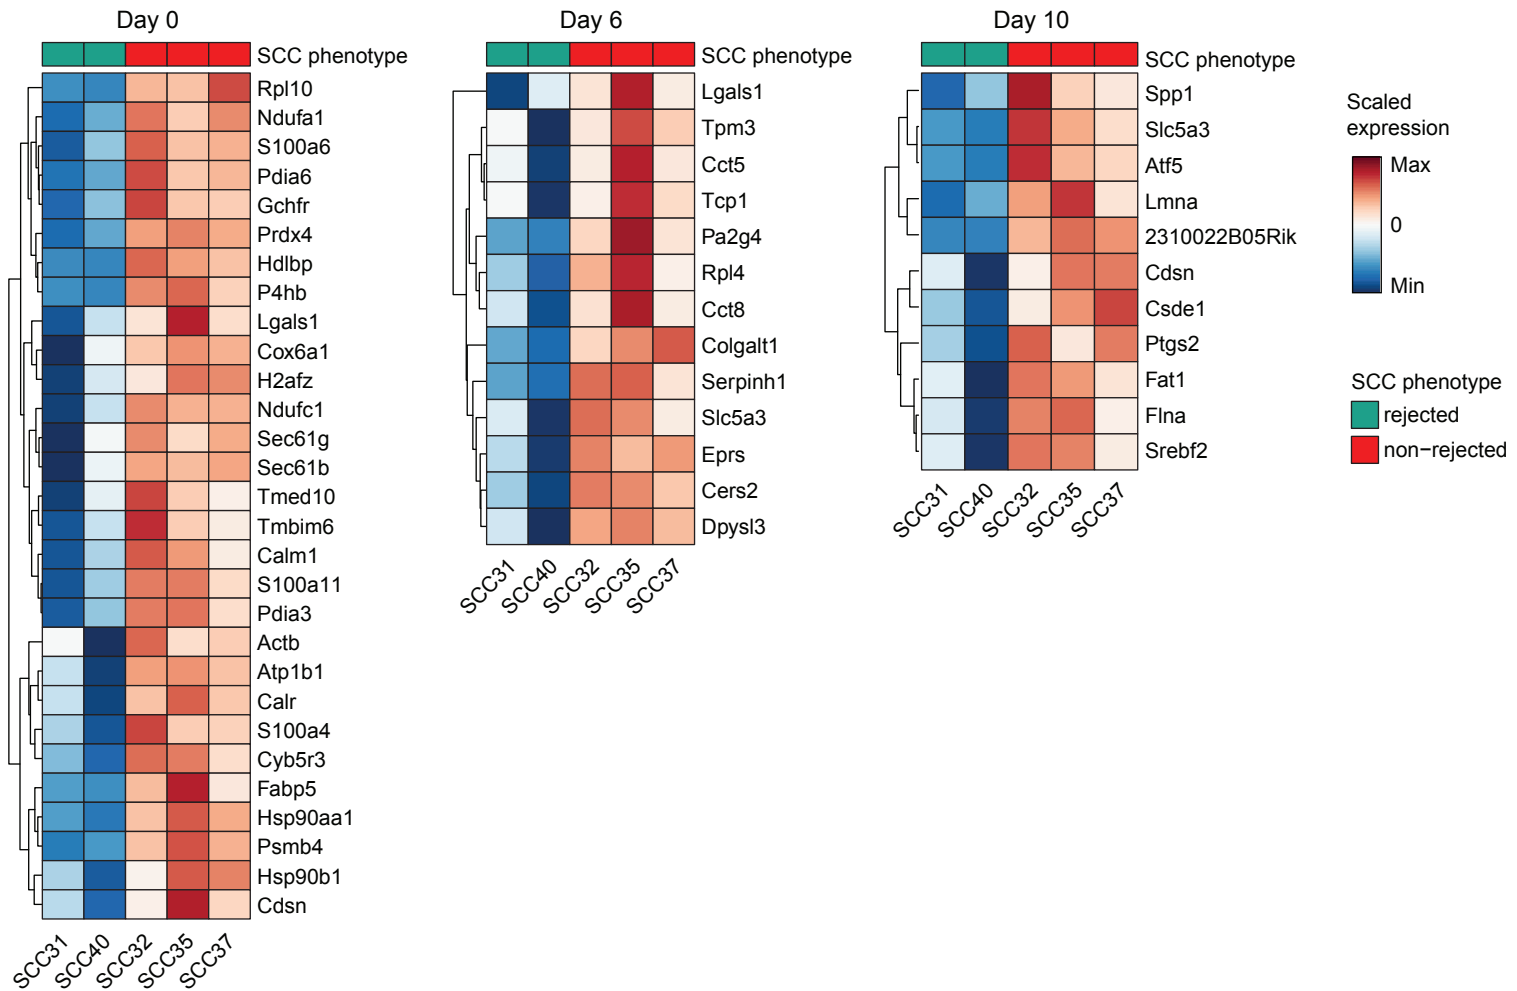 Day 0
SCC phenotype
Rpl10
Ndufa1
S100a6
Pdia6
Gchfr
Prdx4
Hdlbp
P4hb
Lgals1
Cox6a1
H2afz
Ndufc1
Sec61g
Sec61b
Tmed10
Tmbim6
Calm1
S100a11
Pdia3
Actb
Atp1b1
Calr
S100a4
Cyb5r3
Fabp5
Hsp90aa1
Psmb4
Hsp90b1
Cdsn
SCC31 SCC40 SCC32 SCC35 SCC37
Day 6
SCC phenotype
Lgals1
Tpm3
Cct5
Tcp1
Pa2g4
Rpl4
Cct8
Colgalt1
Serpinh1
Slc5a3
Eprs
Cers2
Dpysl3
SCC31 SCC40 SCC32 SCC35 SCC37
Day 10
SCC phenotype
Spp1
Slc5a3
Atf5
Lmna
2310022B05Rik
Cdsn
Csde1
Ptgs2
Fat1
Flna
Srebf2
SCC31 SCC40 SCC32 SCC35 SCC37
Scaled
expression
Max
0
Min
SCC phenotype
rejected
non−rejected